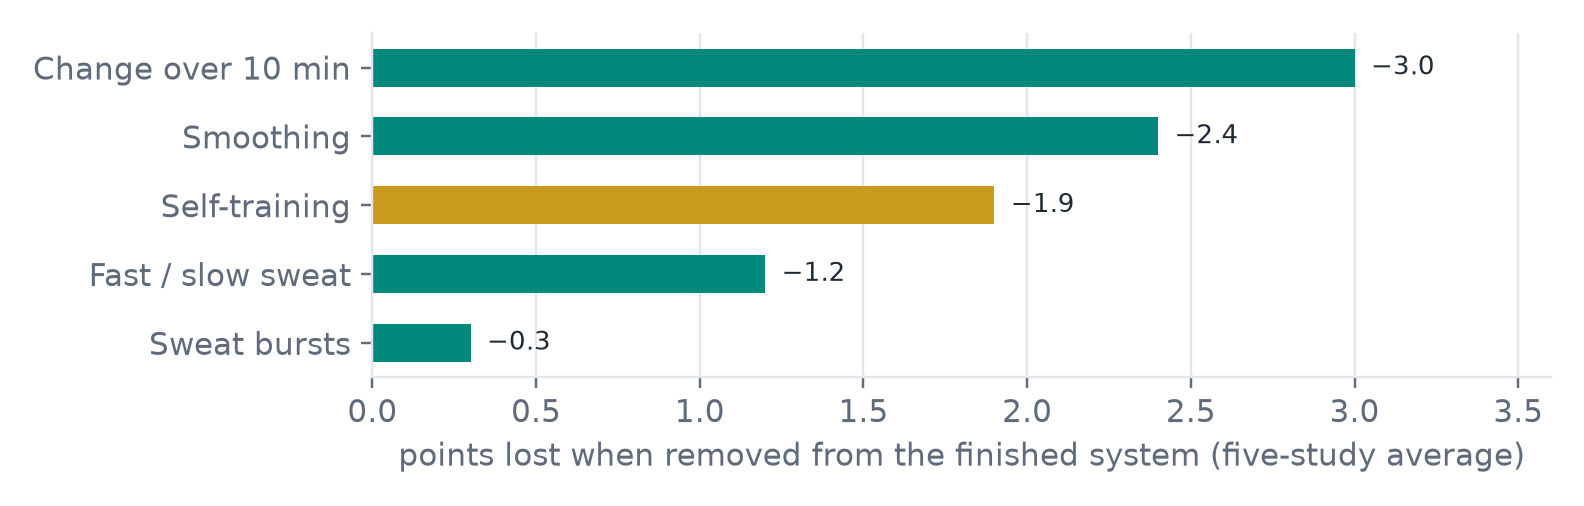 Change over 10 min −3.0
Smoothing −2.4
Self-training −1.9
Fast / slow sweat −1.2
Sweat bursts −0.3
0.0 0.5 1.0 1.5 2.0 2.5 3.0 3.5
points lost when removed from the finished system (five-study average)